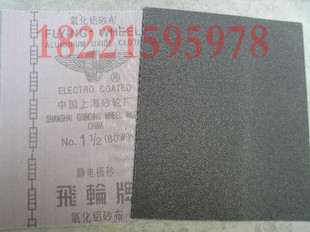 氧化铝砂布
FLYING WHEEL
ALUMINUM OXIDE CLOTH
18221595978
®
ELECTRO COATED
中国上海砂轮厂
SHANGHAI GRINDING WHEEL
CHINA
No. 1 1/2 (80#)
静电植砂
飛輪牌
氧化铝砂布